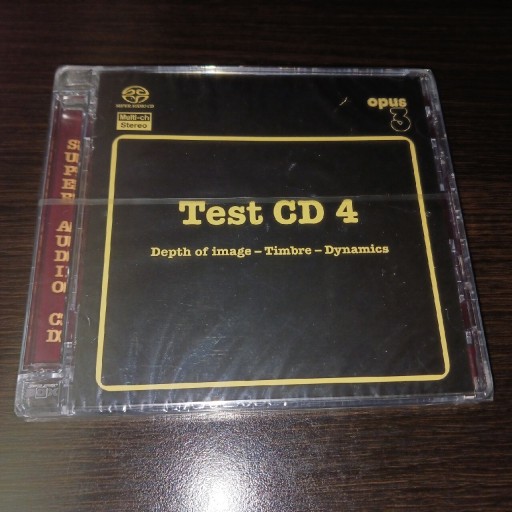 SUPER AUDIO CD
Multi-ch
Stereo
opus
3
Test CD 4
Depth of image – Timbre – Dynamics
SUPER AUDIO CD